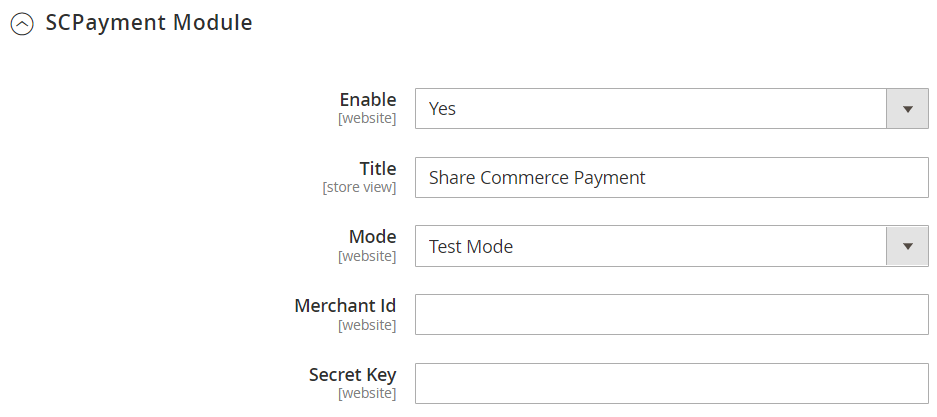 SCPayment Module
Enable
[website]
Yes
Title
[store view]
Share Commerce Payment
Mode
[website]
Test Mode
Merchant Id
[website]
Secret Key
[website]